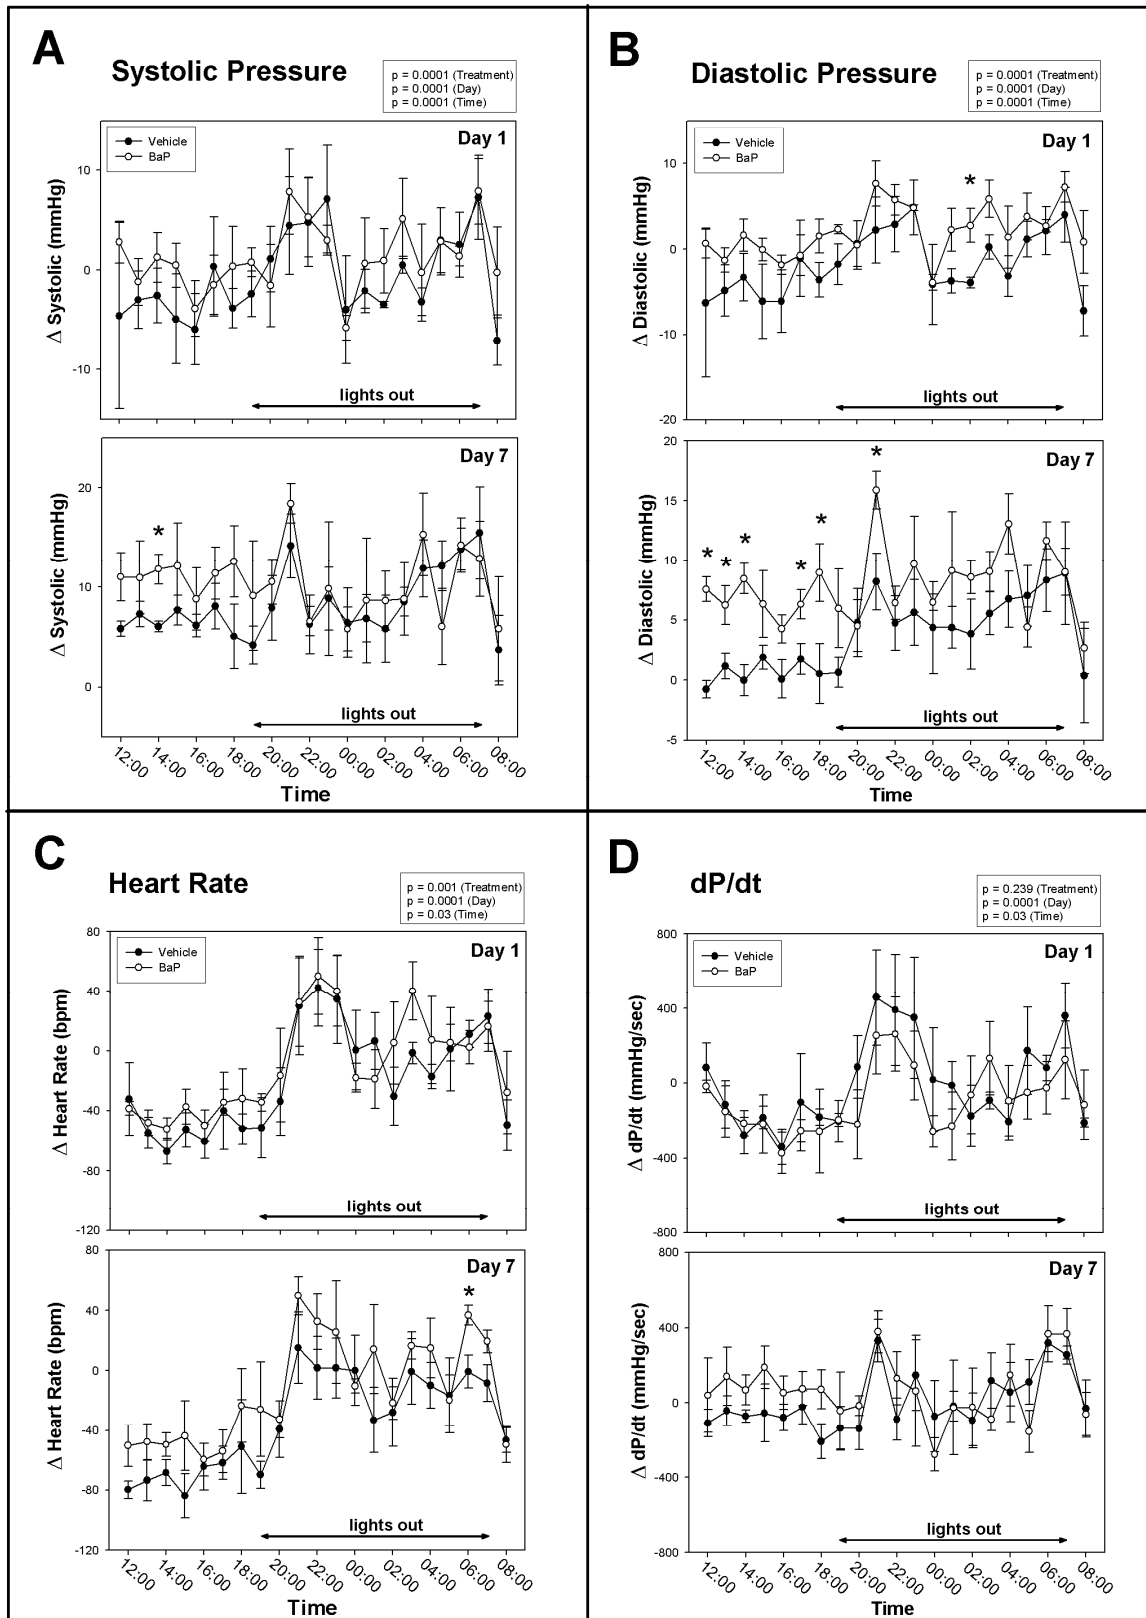 A
Systolic Pressure
p = 0.0001 (Treatment)
p = 0.0001 (Day)
p = 0.0001 (Time)
Vehicle
BaP
Day 1
Δ Systolic (mmHg)
10
0
-10
lights out
Day 7
Δ Systolic (mmHg)
20
10
0
lights out
12:00
14:00
16:00
18:00
20:00
22:00
00:00
02:00
04:00
06:00
08:00
Time
B
Diastolic Pressure
p = 0.0001 (Treatment)
p = 0.0001 (Day)
p = 0.0001 (Time)
Vehicle
BaP
Day 1
*
Δ Diastolic (mmHg)
10
0
-10
-20
lights out
Day 7
* * * * * *
Δ Diastolic (mmHg)
20
15
10
5
0
-5
lights out
12:00
14:00
16:00
18:00
20:00
22:00
00:00
02:00
04:00
06:00
08:00
Time
C
Heart Rate
p = 0.001 (Treatment)
p = 0.0001 (Day)
p = 0.03 (Time)
Vehicle
BaP
Day 1
Δ Heart Rate (bpm)
80
40
0
-40
-80
-120
lights out
Day 7
*
Δ Heart Rate (bpm)
80
40
0
-40
-80
-120
lights out
12:00
14:00
16:00
18:00
20:00
22:00
00:00
02:00
04:00
06:00
08:00
Time
D
dP/dt
p = 0.239 (Treatment)
p = 0.0001 (Day)
p = 0.03 (Time)
Vehicle
BaP
Day 1
Δ dP/dt (mmHg/sec)
800
400
0
-400
-800
lights out
Day 7
Δ dP/dt (mmHg/sec)
800
400
0
-400
-800
lights out
12:00
14:00
16:00
18:00
20:00
22:00
00:00
02:00
04:00
06:00
08:00
Time